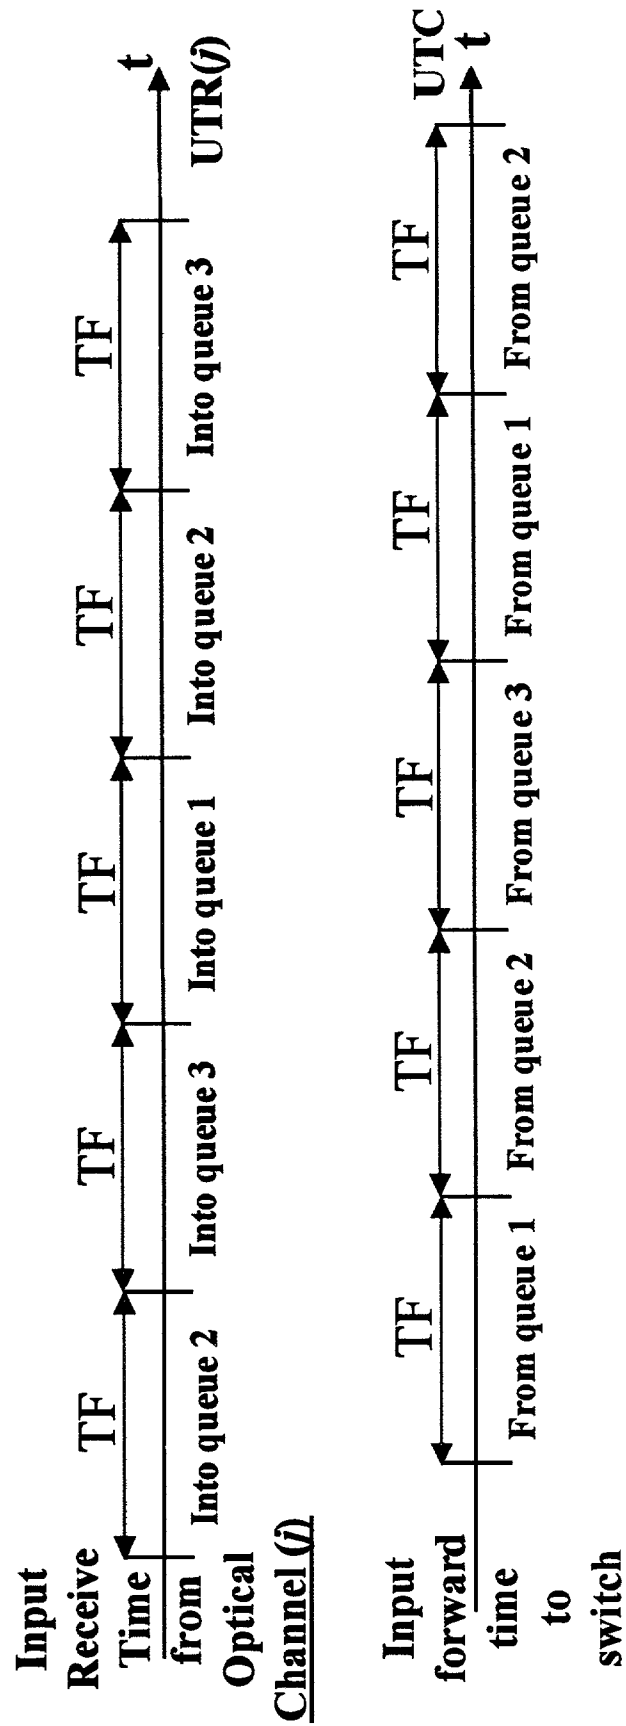 Input
Receive
Time
from
Optical
Channel (j)
TF
TF
TF
TF
TF
t
Into queue 2
Into queue 3
Into queue 1
Into queue 2
Into queue 3
UTR(j)
Input
forward
time
to
switch
TF
TF
TF
TF
TF
UTC
t
From queue 1
From queue 2
From queue 3
From queue 1
From queue 2